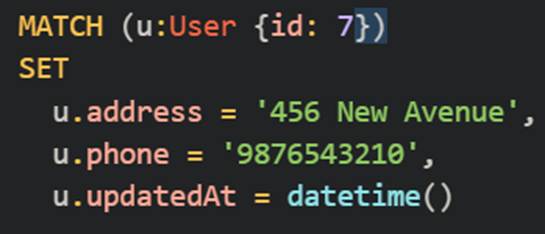 MATCH (u:User {id: 7})
SET
  u.address = '456 New Avenue',
  u.phone = '9876543210',
  u.updatedAt = datetime()